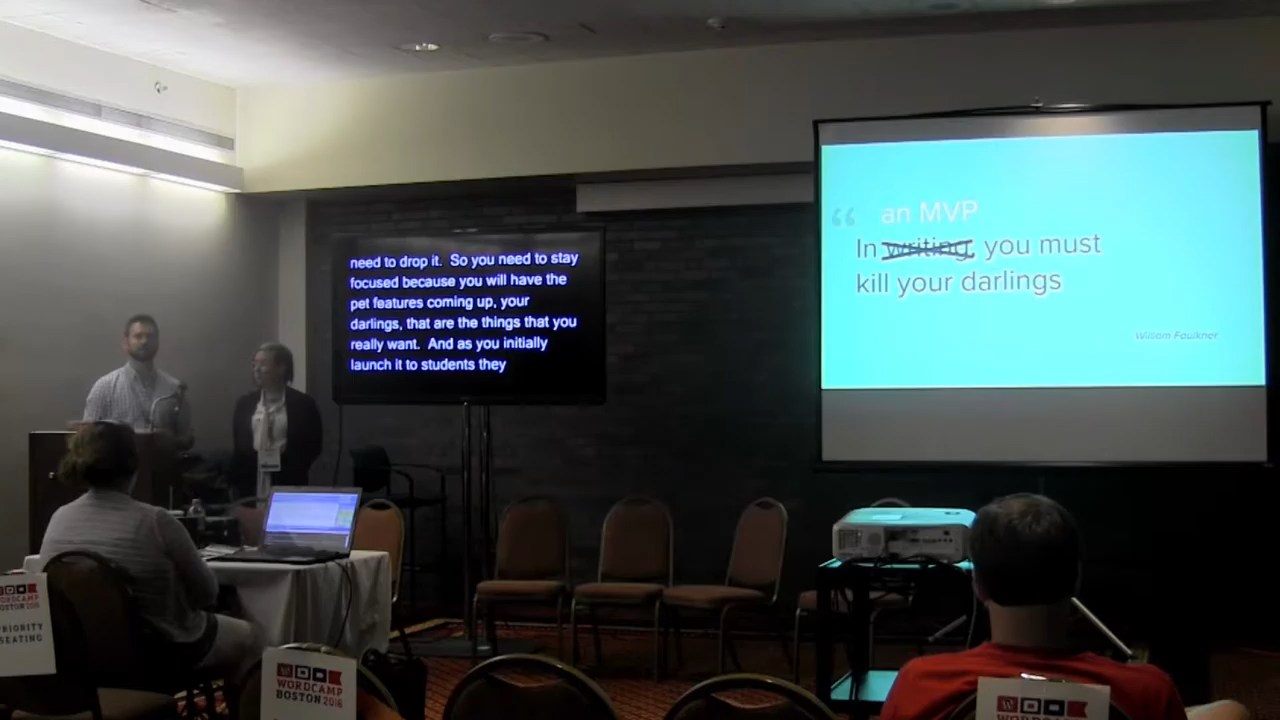 need to drop it.  So you need to stay
focused because you will have the
pet features coming up, your
darlings, that are the things that you
really want.  And as you initially
launch it to students they
“ an MVP
In writing, you must
kill your darlings
William Faulkner
WORDCAMP
BOSTON 2016
PRIORITY
SEATING
WORDCAMP
BOSTON 2016